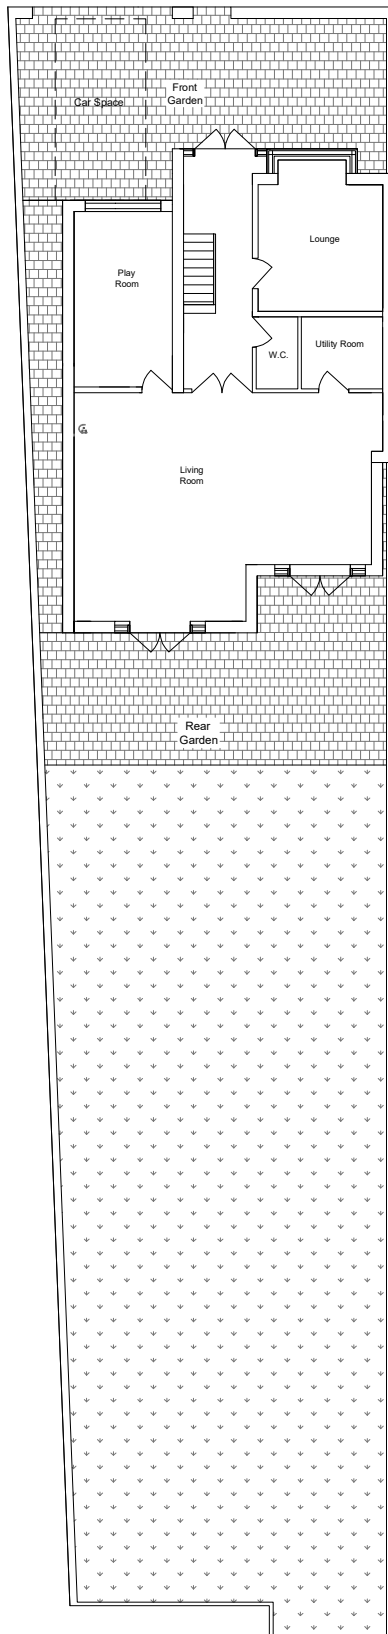 Front
Garden
Car Space
Lounge
Play
Room
W.C.
Utility Room
Living
Room
Rear
Garden